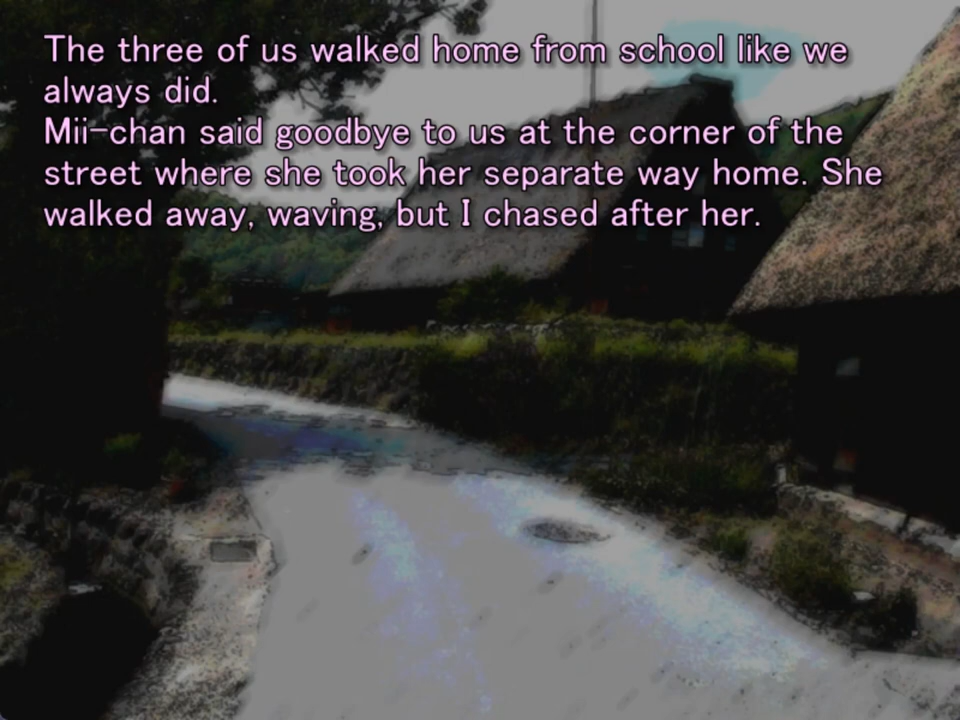 The three of us walked home from school like we
always did.
Mii-chan said goodbye to us at the corner of the
street where she took her separate way home. She
walked away, waving, but I chased after her.